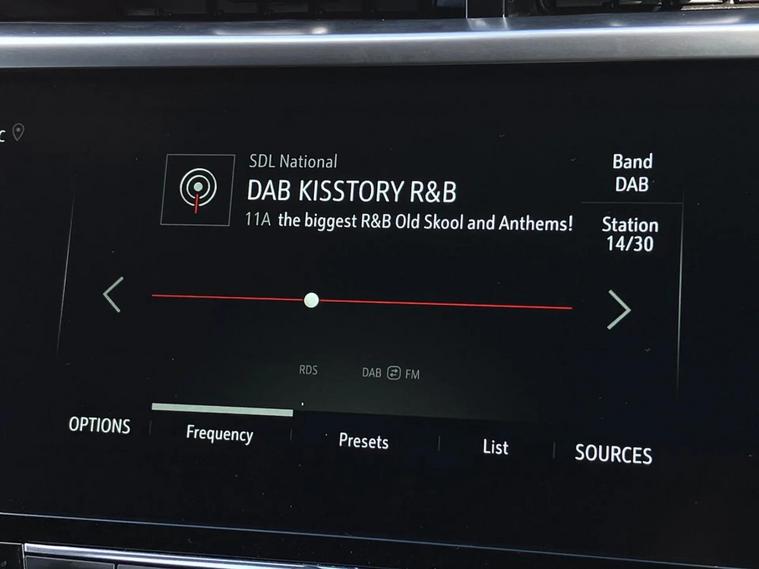 c
SDL National
DAB KISSTORY R&B
11A the biggest R&B Old Skool and Anthems!
Band
DAB
Station
14/30
RDS
DAB FM
OPTIONS
Frequency
Presets
List
SOURCES